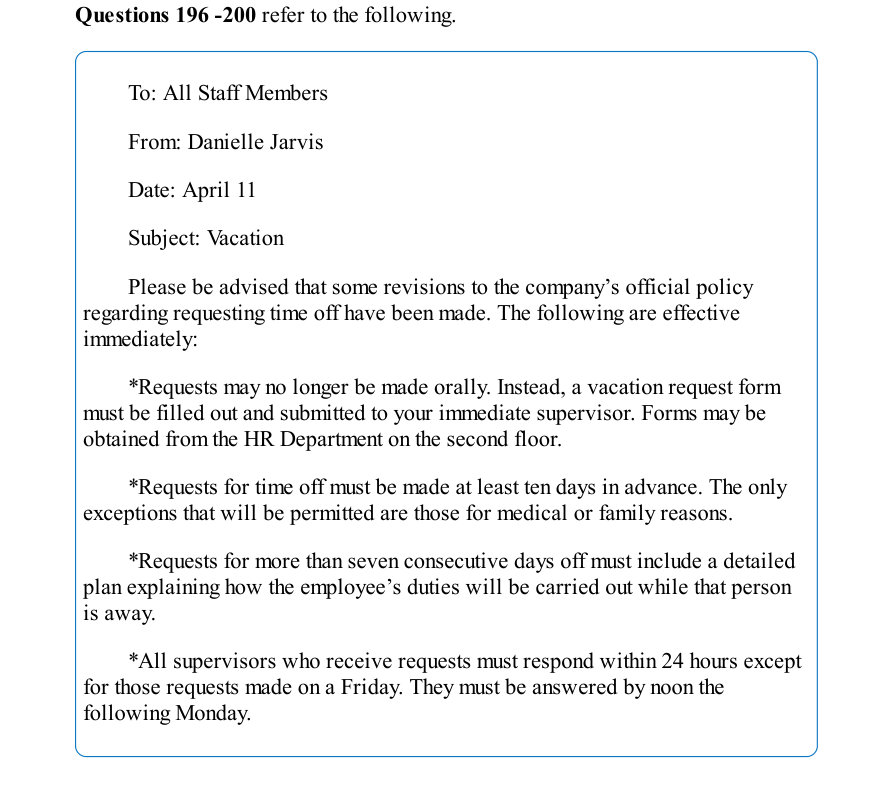 Questions 196 -200 refer to the following.
To: All Staff Members
From: Danielle Jarvis
Date: April 11
Subject: Vacation
Please be advised that some revisions to the company’s official policy
regarding requesting time off have been made. The following are effective
immediately:
*Requests may no longer be made orally. Instead, a vacation request form
must be filled out and submitted to your immediate supervisor. Forms may be
obtained from the HR Department on the second floor.
*Requests for time off must be made at least ten days in advance. The only
exceptions that will be permitted are those for medical or family reasons.
*Requests for more than seven consecutive days off must include a detailed
plan explaining how the employee’s duties will be carried out while that person
is away.
*All supervisors who receive requests must respond within 24 hours except
for those requests made on a Friday. They must be answered by noon the
following Monday.